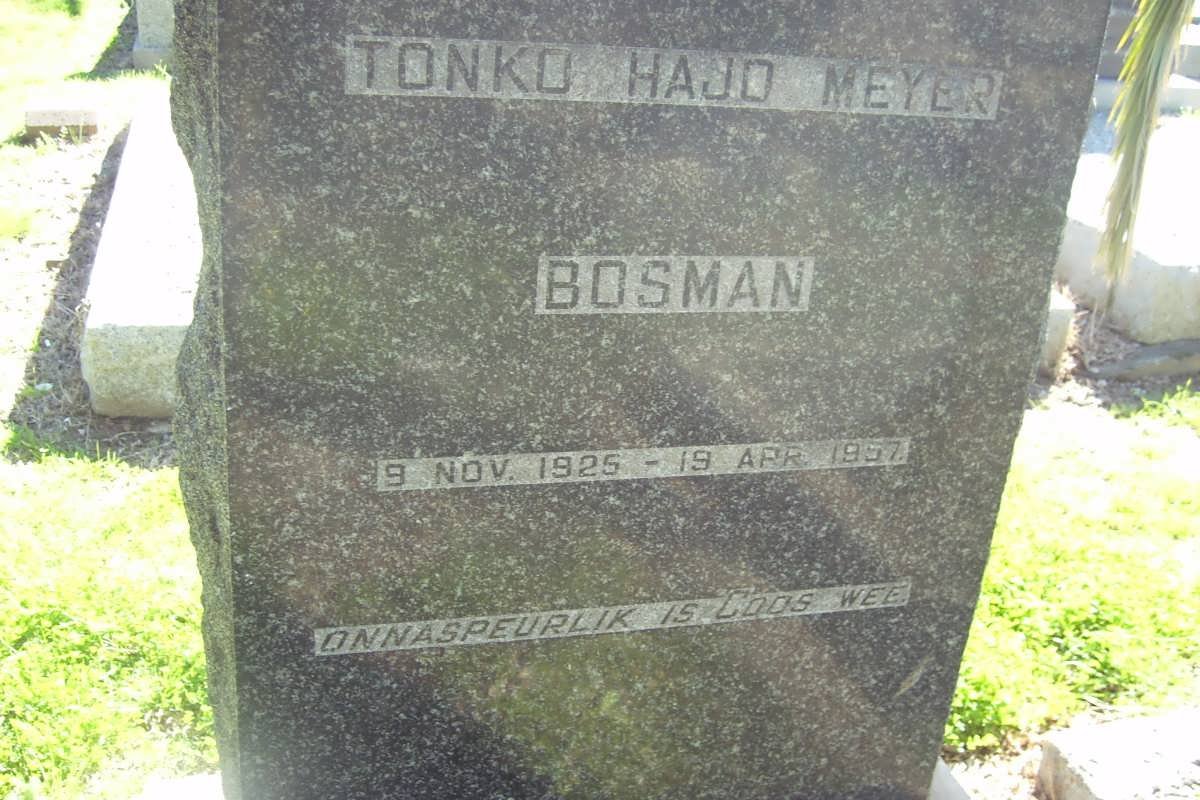 TONKO HAJO MEYER
BOSMAN
9 NOV. 1925 - 19 APR. 1957.
ONNASPEURLIK IS GODS WEË